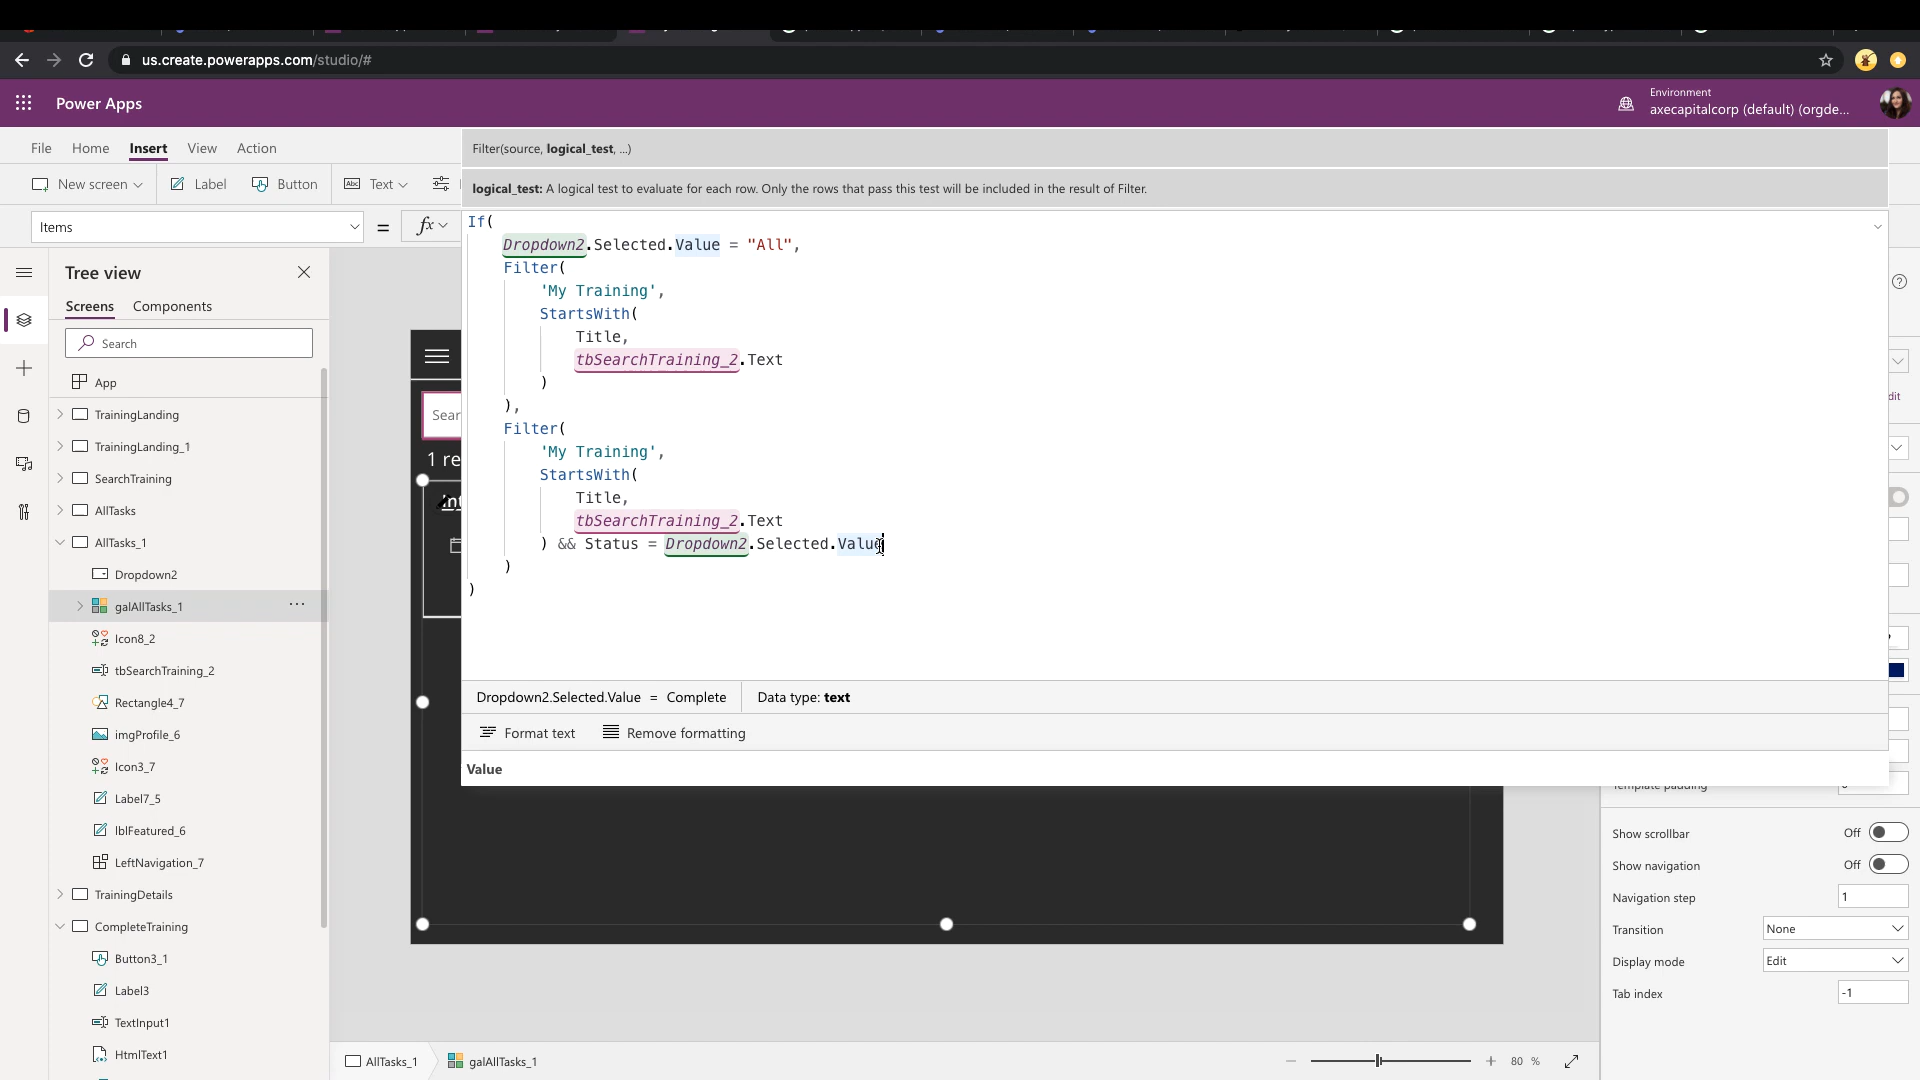 us.create.powerapps.com/studio/#
Power Apps
Environment
axecapitalcorp (default) (orgde...
File Home Insert View Action
New screen Label Button Text
Filter(source, logical_test, ...)
logical_test: A logical test to evaluate for each row. Only the rows that pass this test will be included in the result of Filter.
Items = fx
If(
Dropdown2.Selected.Value = "All",
Filter(
'My Training',
StartsWith(
Title,
tbSearchTraining_2.Text
)
),
Filter(
'My Training',
StartsWith(
Title,
tbSearchTraining_2.Text
) && Status = Dropdown2.Selected.Value
)
)
Dropdown2.Selected.Value = Complete
Data type: text
Format text
Remove formatting
Value
Tree view
Screens Components
Search
App
TrainingLanding
TrainingLanding_1
SearchTraining
AllTasks
AllTasks_1
Dropdown2
galAllTasks_1
Icon8_2
tbSearchTraining_2
Rectangle4_7
imgProfile_6
Icon3_7
Label7_5
lblFeatured_6
LeftNavigation_7
TrainingDetails
CompleteTraining
Button3_1
Label3
TextInput1
HtmlText1
Sear
1 re
Int
dit
Template padding
Show scrollbar Off
Show navigation Off
Navigation step 1
Transition None
Display mode Edit
Tab index -1
AllTasks_1 galAllTasks_1
80 %